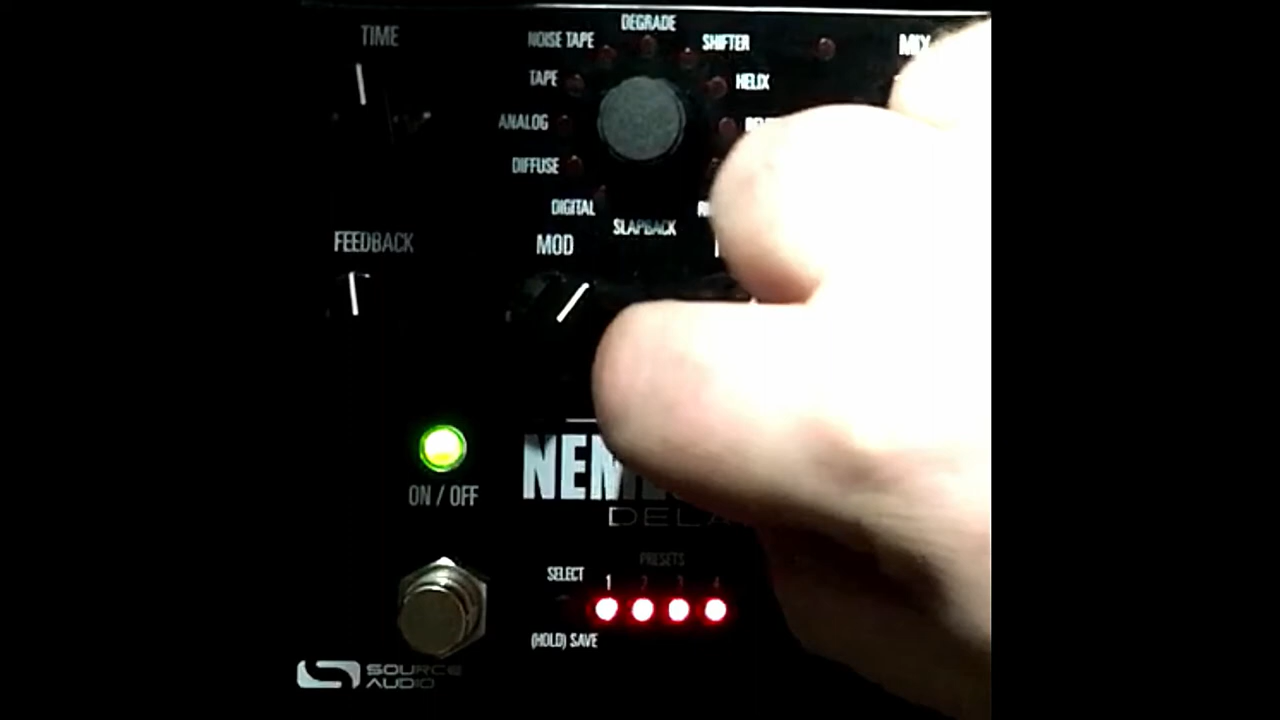 TIME
DEGRADE
NOISE TAPE
SHIFTER
MIX
TAPE
HELIX
ANALOG
DIFFUSE
DIGITAL
SLAPBACK
FEEDBACK
MOD
ON / OFF
PRESETS
SELECT
1 2 3 4
(HOLD) SAVE
SOURCE
AUDIO